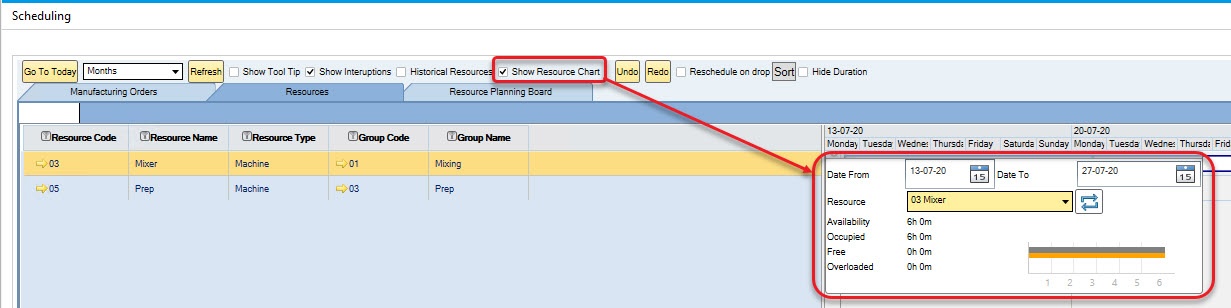 Scheduling
Go To Today Months Refresh Show Tool Tip Show Interuptions Historical Resources Show Resource Chart Undo Redo Reschedule on drop Sort Hide Duration
Manufacturing Orders Resources Resource Planning Board
Resource Code Resource Name Resource Type Group Code Group Name
13-07-20 20-07-20
Monday Tuesda Wednes Thursda Friday Saturda Sunday Monday Tuesda Wednes Thursda Frid
03 Mixer Machine 01 Mixing
05 Prep Machine 03 Prep
Date From 13-07-20 15 Date To 27-07-20 15
Resource 03 Mixer
Availability 6h 0m
Occupied 6h 0m
Free 0h 0m
Overloaded 0h 0m
1 2 3 4 5 6